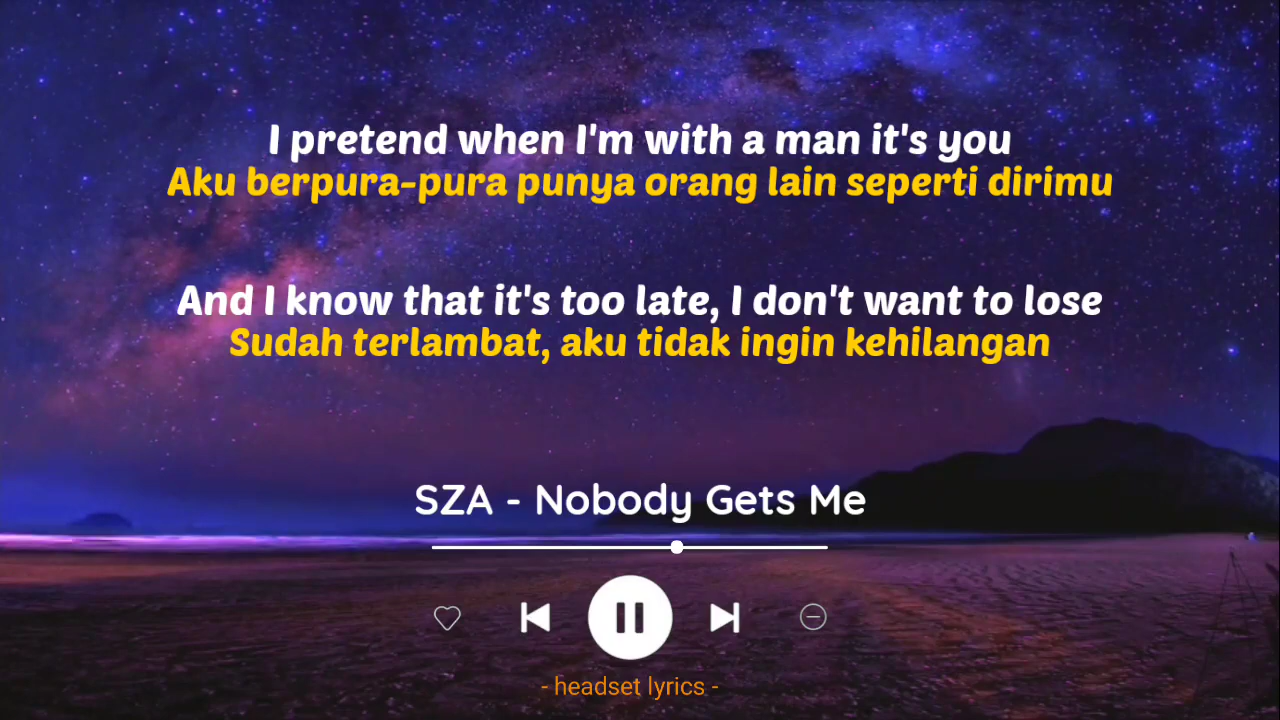 I pretend when I'm with a man it's you
Aku berpura-pura punya orang lain seperti dirimu
And I know that it's too late, I don't want to lose
Sudah terlambat, aku tidak ingin kehilangan
SZA - Nobody Gets Me
- headset lyrics -